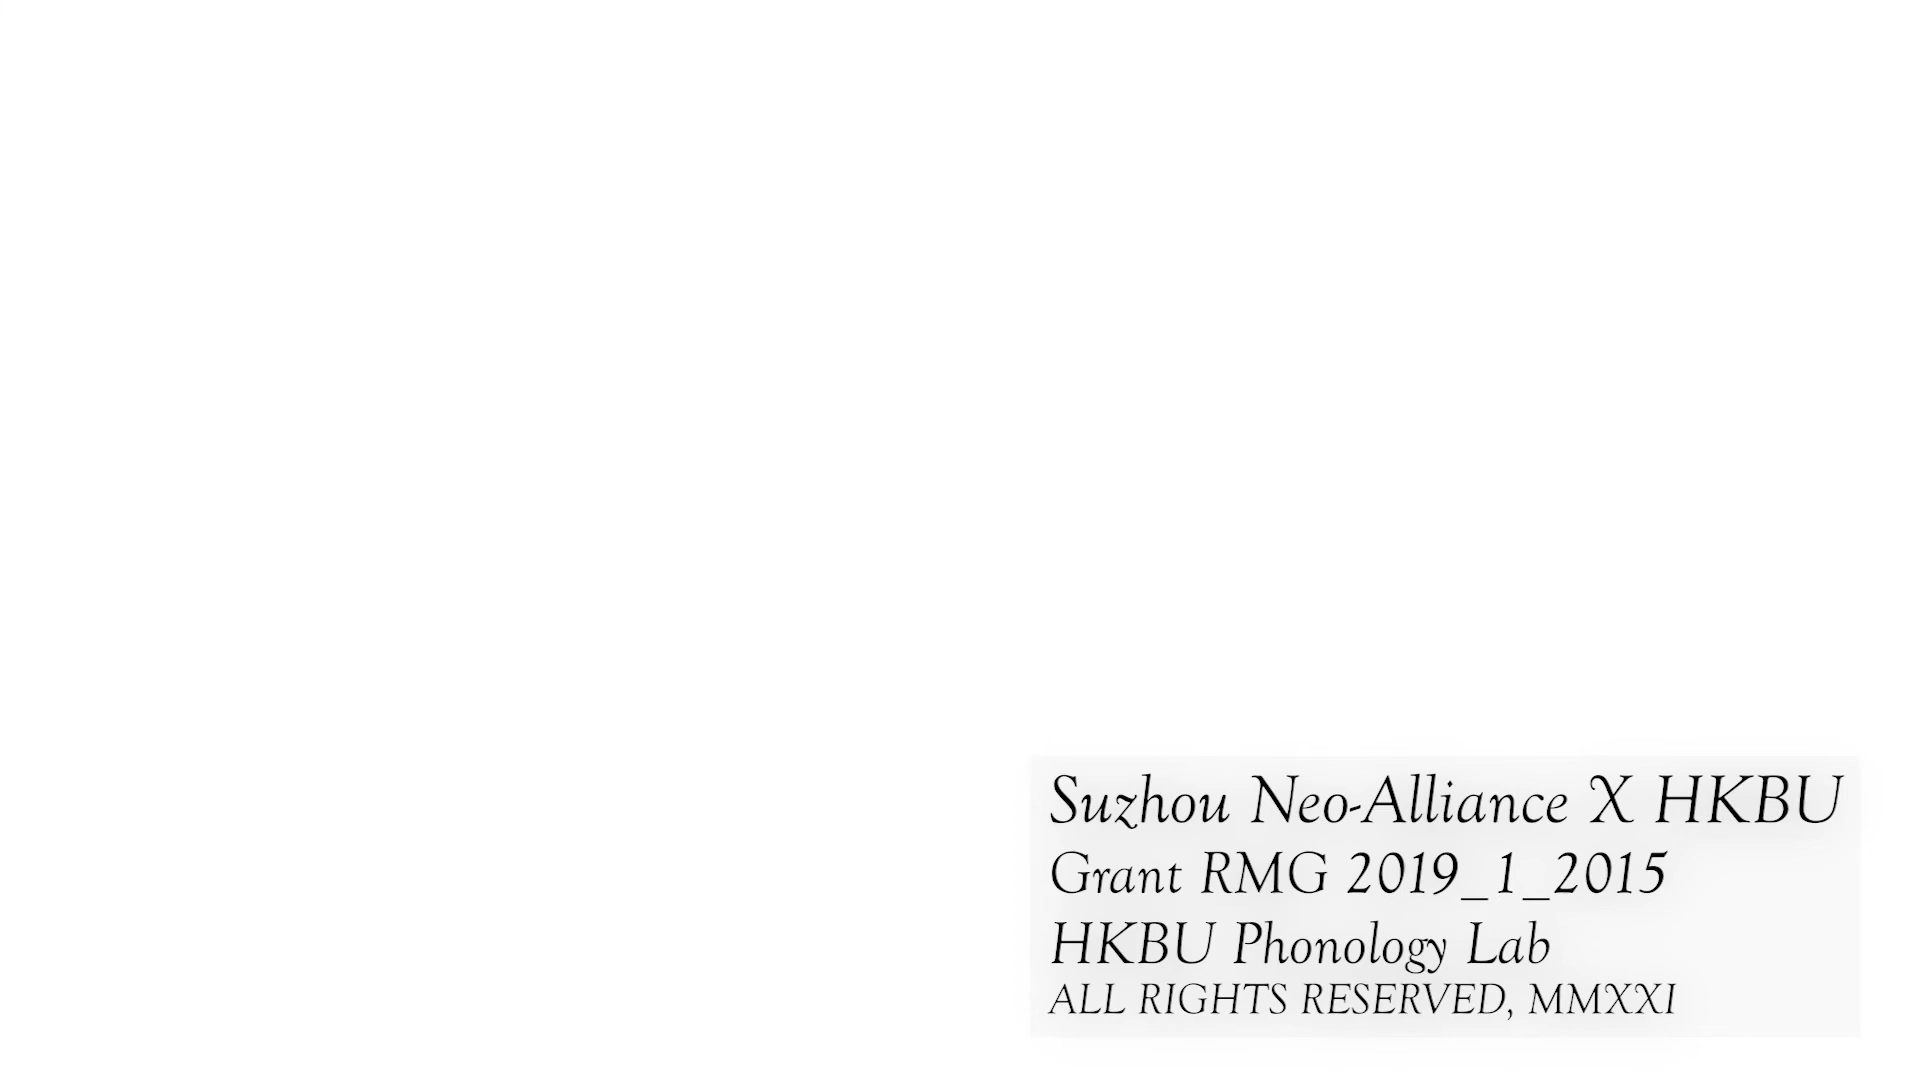 Suzhou Neo-Alliance X HKBU
Grant RMG 2019_1_2015
HKBU Phonology Lab
ALL RIGHTS RESERVED, MMXXI